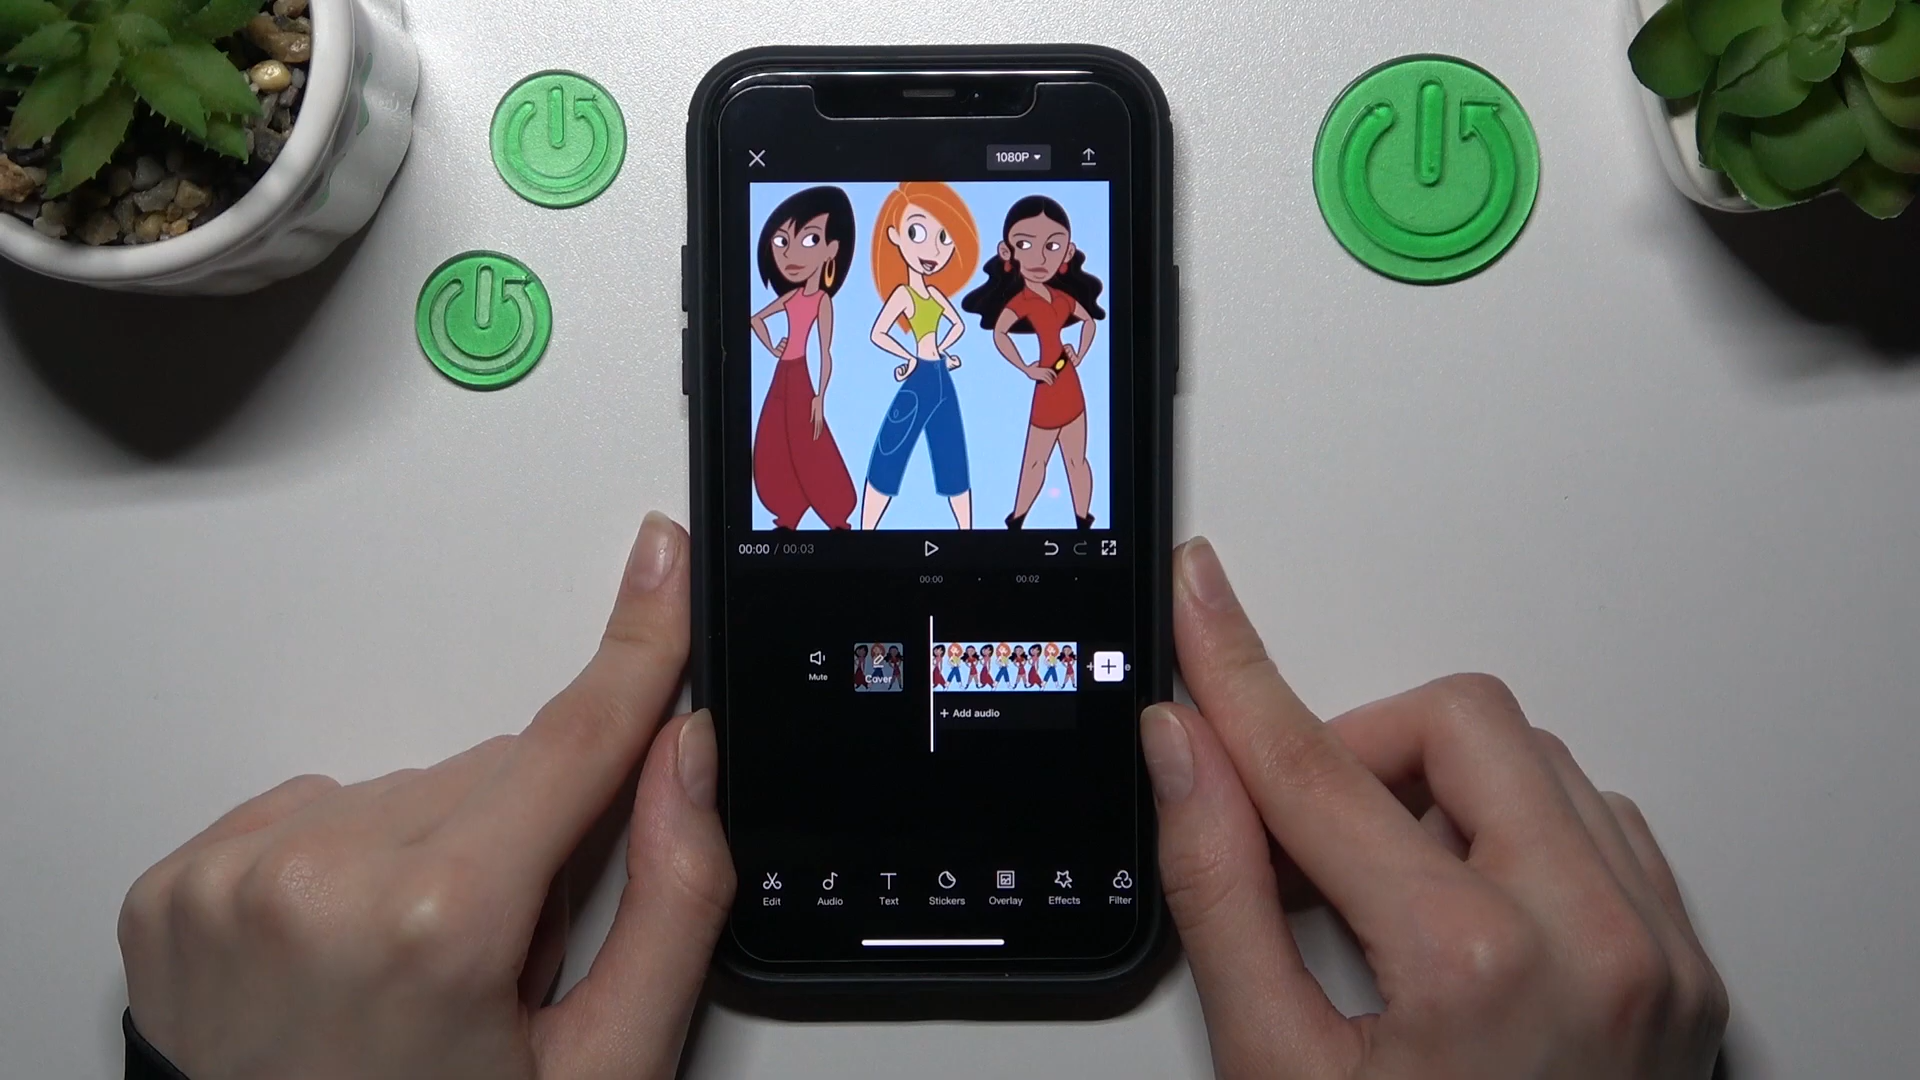 1080P
00:00 / 00:03
00:00
00:02
Mute
Cover
+ Add audio
Edit
Audio
Text
Stickers
Overlay
Effects
Filter